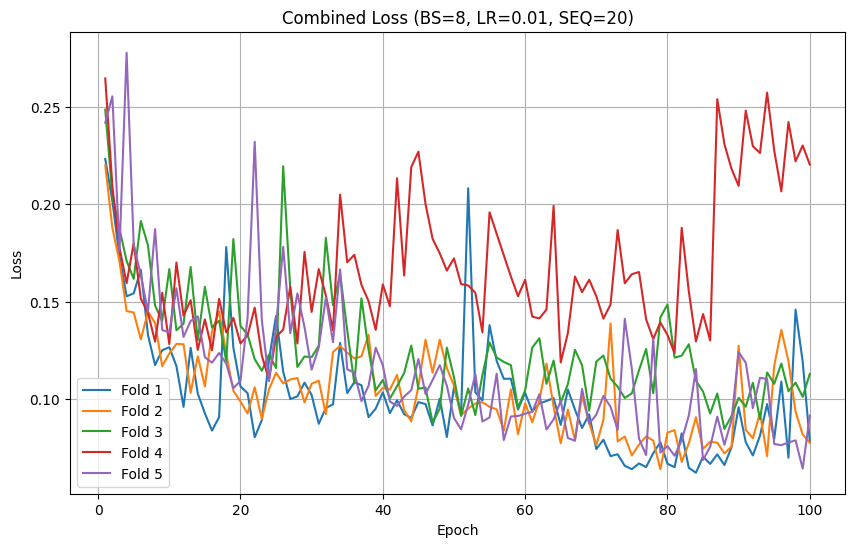 Combined Loss (BS=8, LR=0.01, SEQ=20)
Loss
0.25
0.20
0.15
0.10
Fold 1
Fold 2
Fold 3
Fold 4
Fold 5
0
20
40
60
80
100
Epoch